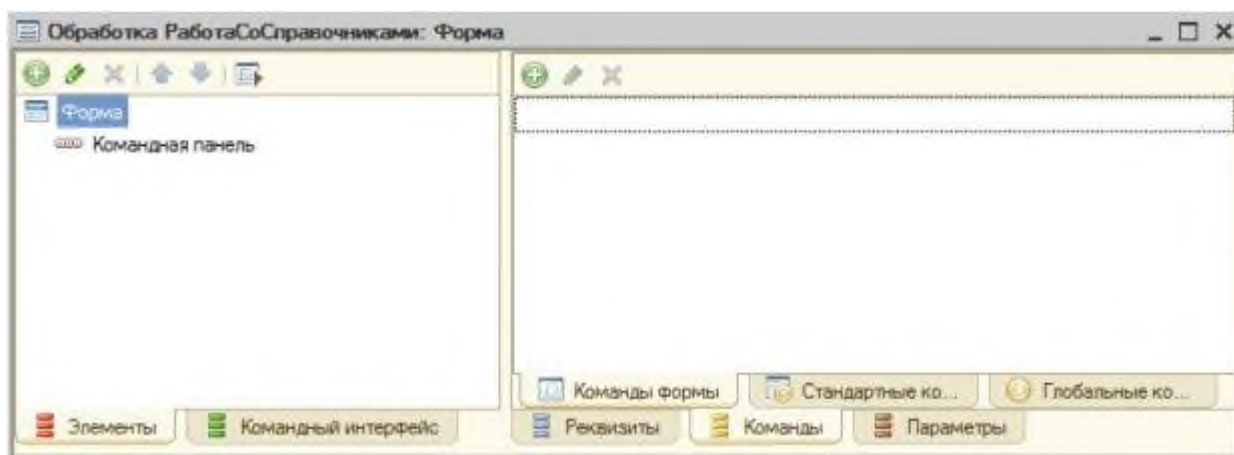 Обработка РаботаСоСправочниками: Форма
Форма
Командная панель
Команды формы
Стандартные ко...
Глобальные ко...
Элементы
Командный интерфейс
Реквизиты
Команды
Параметры